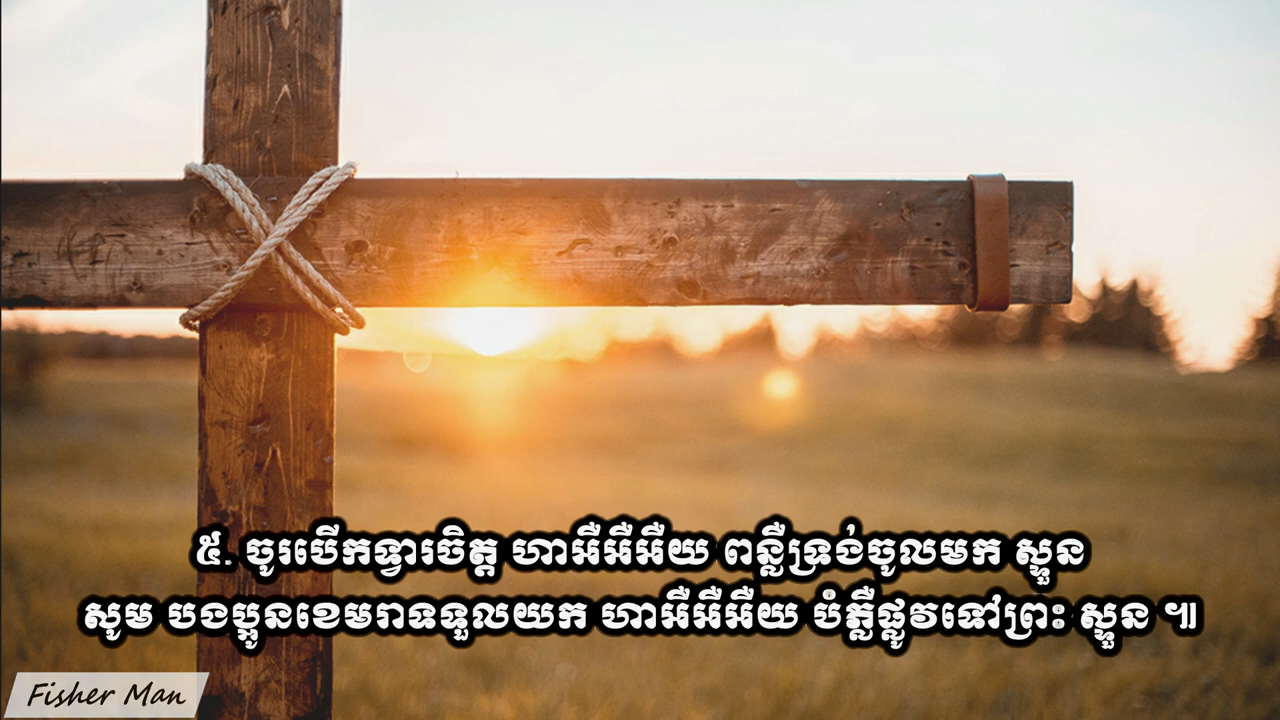 ៥. ចូរបើកទ្វារចិត្ត ហាអឺអឺអឺយ ពន្លឺទ្រង់ចូលមក ស្ទួន
សូម បងប្អូនខេមរាទទួលយក ហាអឺអឺអឺយ បំភ្លឺផ្លូវទៅព្រះ ស្ទួន ៕
Fisher Man